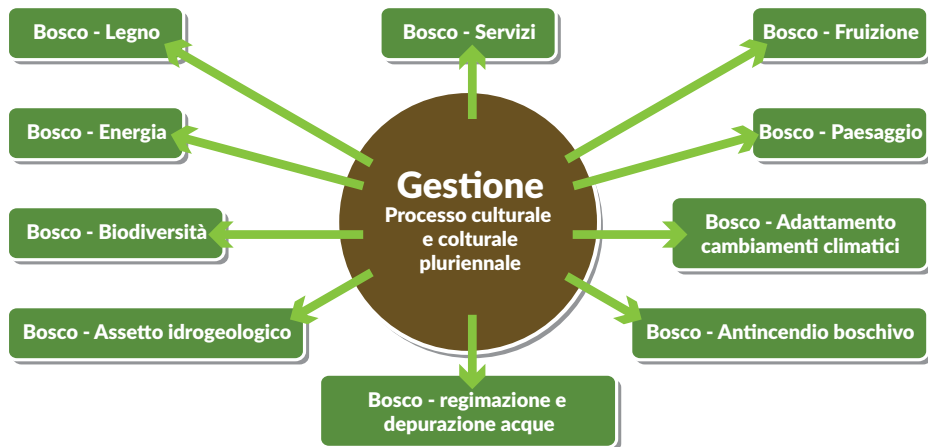 Bosco - Legno
Bosco - Servizi
Bosco - Fruizione
Bosco - Energia
Bosco - Paesaggio
Gestione
Processo culturale
e colturale
pluriennale
Bosco - Biodiversità
Bosco - Adattamento
cambiamenti climatici
Bosco - Assetto idrogeologico
Bosco - Antincendio boschivo
Bosco - regimazione e
depurazione acque